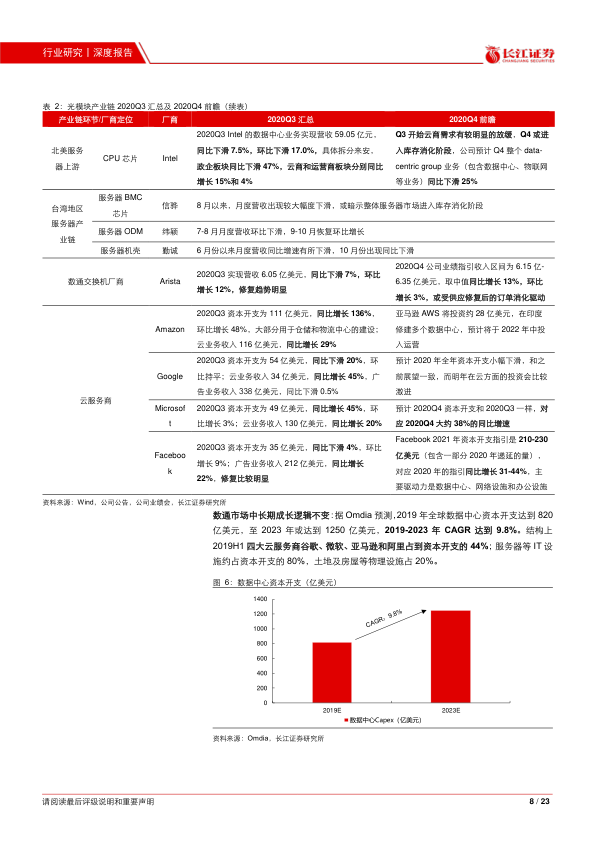 行业研究丨深度报告
长江证券
CHANGJIANG SECURITIES
表 2：光模块产业链 2020Q3 汇总及 2020Q4 前瞻（续表）
产业链环节/厂商定位 厂商 2020Q3 汇总 2020Q4 前瞻
北美服务器上游 CPU 芯片 Intel
2020Q3 Intel 的数据中心业务实现营收 59.05 亿元，
同比下滑 7.5%，环比下滑 17.0%，具体拆分来安，
政企板块同比下滑 47%，云商和运营商板块分别同比
增长 15%和 4%
Q3 开始云商需求有较明显的放缓，Q4 或进
入库存消化阶段，公司预计 Q4 整个 data-
centric group 业务（包含数据中心、物联网
等业务）同比下滑 25%
台湾地区
服务器产
业链
服务器 BMC
芯片
信骅
8 月以来，月度营收出现较大幅度下滑，或暗示整体服务器市场进入库存消化阶段
服务器 ODM 纬颖 7-8 月月度营收环比下滑，9-10 月恢复环比增长
服务器机壳 勤诚 6 月份以来月度营收同比增速有所下滑，10 月份出现同比下滑
数通交换机厂商 Arista
2020Q3 实现营收 6.05 亿美元，同比下滑 7%，环比
增长 12%，修复趋势明显
2020Q4 公司业绩指引收入区间为 6.15 亿-
6.35 亿美元，取中值同比增长 13%，环比
增长 3%，或受供应修复后的订单消化驱动
云服务商
Amazon
2020Q3 资本开支为 111 亿美元，同比增长 136%，
环比增长 48%，大部分用于仓储和物流中心的建设；
云业务收入 116 亿美元，同比增长 29%
亚马逊 AWS 将投资约 28 亿美元，在印度
修建多个数据中心，预计将于 2022 年中投
入运营
Google
2020Q3 资本开支为 54 亿美元，同比下滑 20%，环
比持平；云业务收入 34 亿美元，同比增长 45%，广
告业务收入 338 亿美元，同比下滑 0.5%
预计 2020 年全年资本开支小幅下滑，和之
前展望一致，而明年在云方面的投资会比较
激进
Microsof
t
2020Q3 资本开支为 49 亿美元，同比增长 45%，环
比增长 3%；云业务收入 130 亿美元，同比增长 20%
预计 2020Q4 资本开支和 2020Q3 一样，对
应 2020Q4 大约 38%的同比增速
Faceboo
k
2020Q3 资本开支为 35 亿美元，同比下滑 4%，环比
增长 9%；广告业务收入 212 亿美元，同比增长
22%，修复比较明显
Facebook 2021 年资本开支指引是 210-230
亿美元（包含一部分 2020 年递延的量），
对应 2020 年的指引同比增长 31-44%，主
要驱动力是数据中心、网络设施和办公设施
资料来源：Wind，公司公告，公司业绩会，长江证券研究所
数通市场中长期成长逻辑不变：据 Omdia 预测，2019 年全球数据中心资本开支达到 820
亿美元，至 2023 年或达到 1250 亿美元，2019-2023 年 CAGR 达到 9.8%。结构上
2019H1 四大云服务商谷歌、微软、亚马逊和阿里占到资本开支的 44%；服务器等 IT 设
施约占资本开支的 80%，土地及房屋等物理设施占 20%。
图 6：数据中心资本开支（亿美元）
1400
1200
1000
800
600
400
200
0
CAGR，9.8%
2019E 2023E
数据中心Capex（亿美元）
资料来源：Omdia，长江证券研究所
请阅读最后评级说明和重要声明
8 / 23